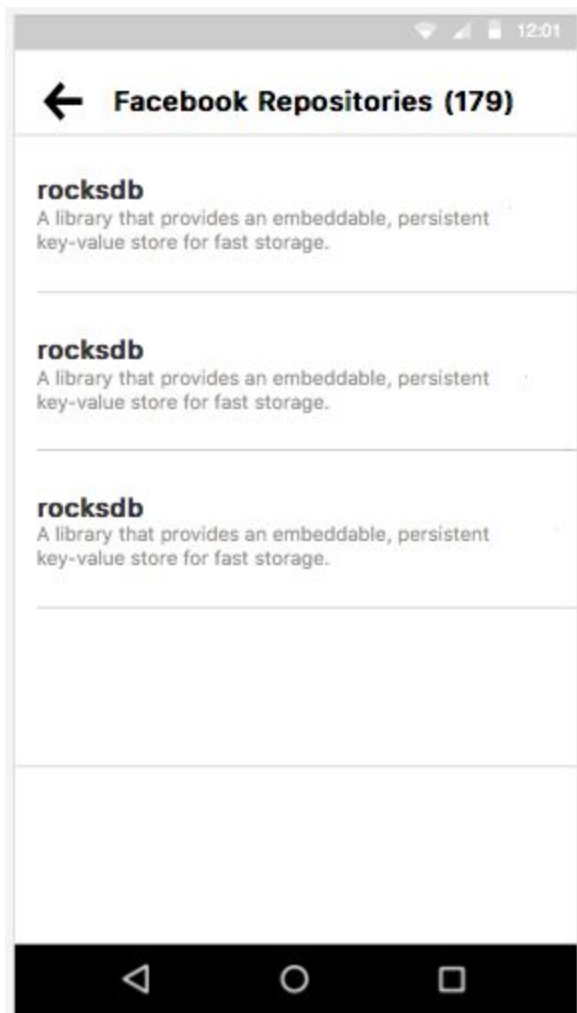 12:01
Facebook Repositories (179)
rocksdb
A library that provides an embeddable, persistent
key-value store for fast storage.
rocksdb
A library that provides an embeddable, persistent
key-value store for fast storage.
rocksdb
A library that provides an embeddable, persistent
key-value store for fast storage.